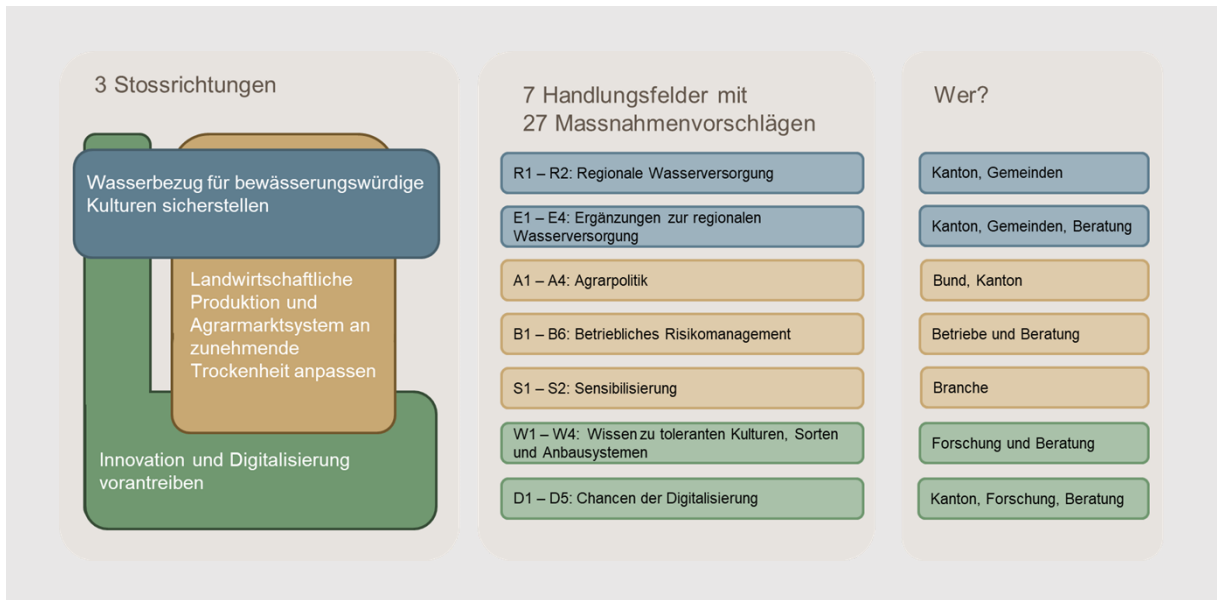 3 Stossrichtungen
Wasserbezug für bewässerungswürdige
Kulturen sicherstellen
Landwirtschaftliche
Produktion und
Agrarmarktsystem an
zunehmende
Trockenheit anpassen
Innovation und Digitalisierung
vorantreiben
7 Handlungsfelder mit
27 Massnahmenvorschlägen
R1 – R2: Regionale Wasserversorgung
E1 – E4: Ergänzungen zur regionalen
Wasserversorgung
A1 – A4: Agrarpolitik
B1 – B6: Betriebliches Risikomanagement
S1 – S2: Sensibilisierung
W1 – W4: Wissen zu toleranten Kulturen, Sorten
und Anbausystemen
D1 – D5: Chancen der Digitalisierung
Wer?
Kanton, Gemeinden
Kanton, Gemeinden, Beratung
Bund, Kanton
Betriebe und Beratung
Branche
Forschung und Beratung
Kanton, Forschung, Beratung